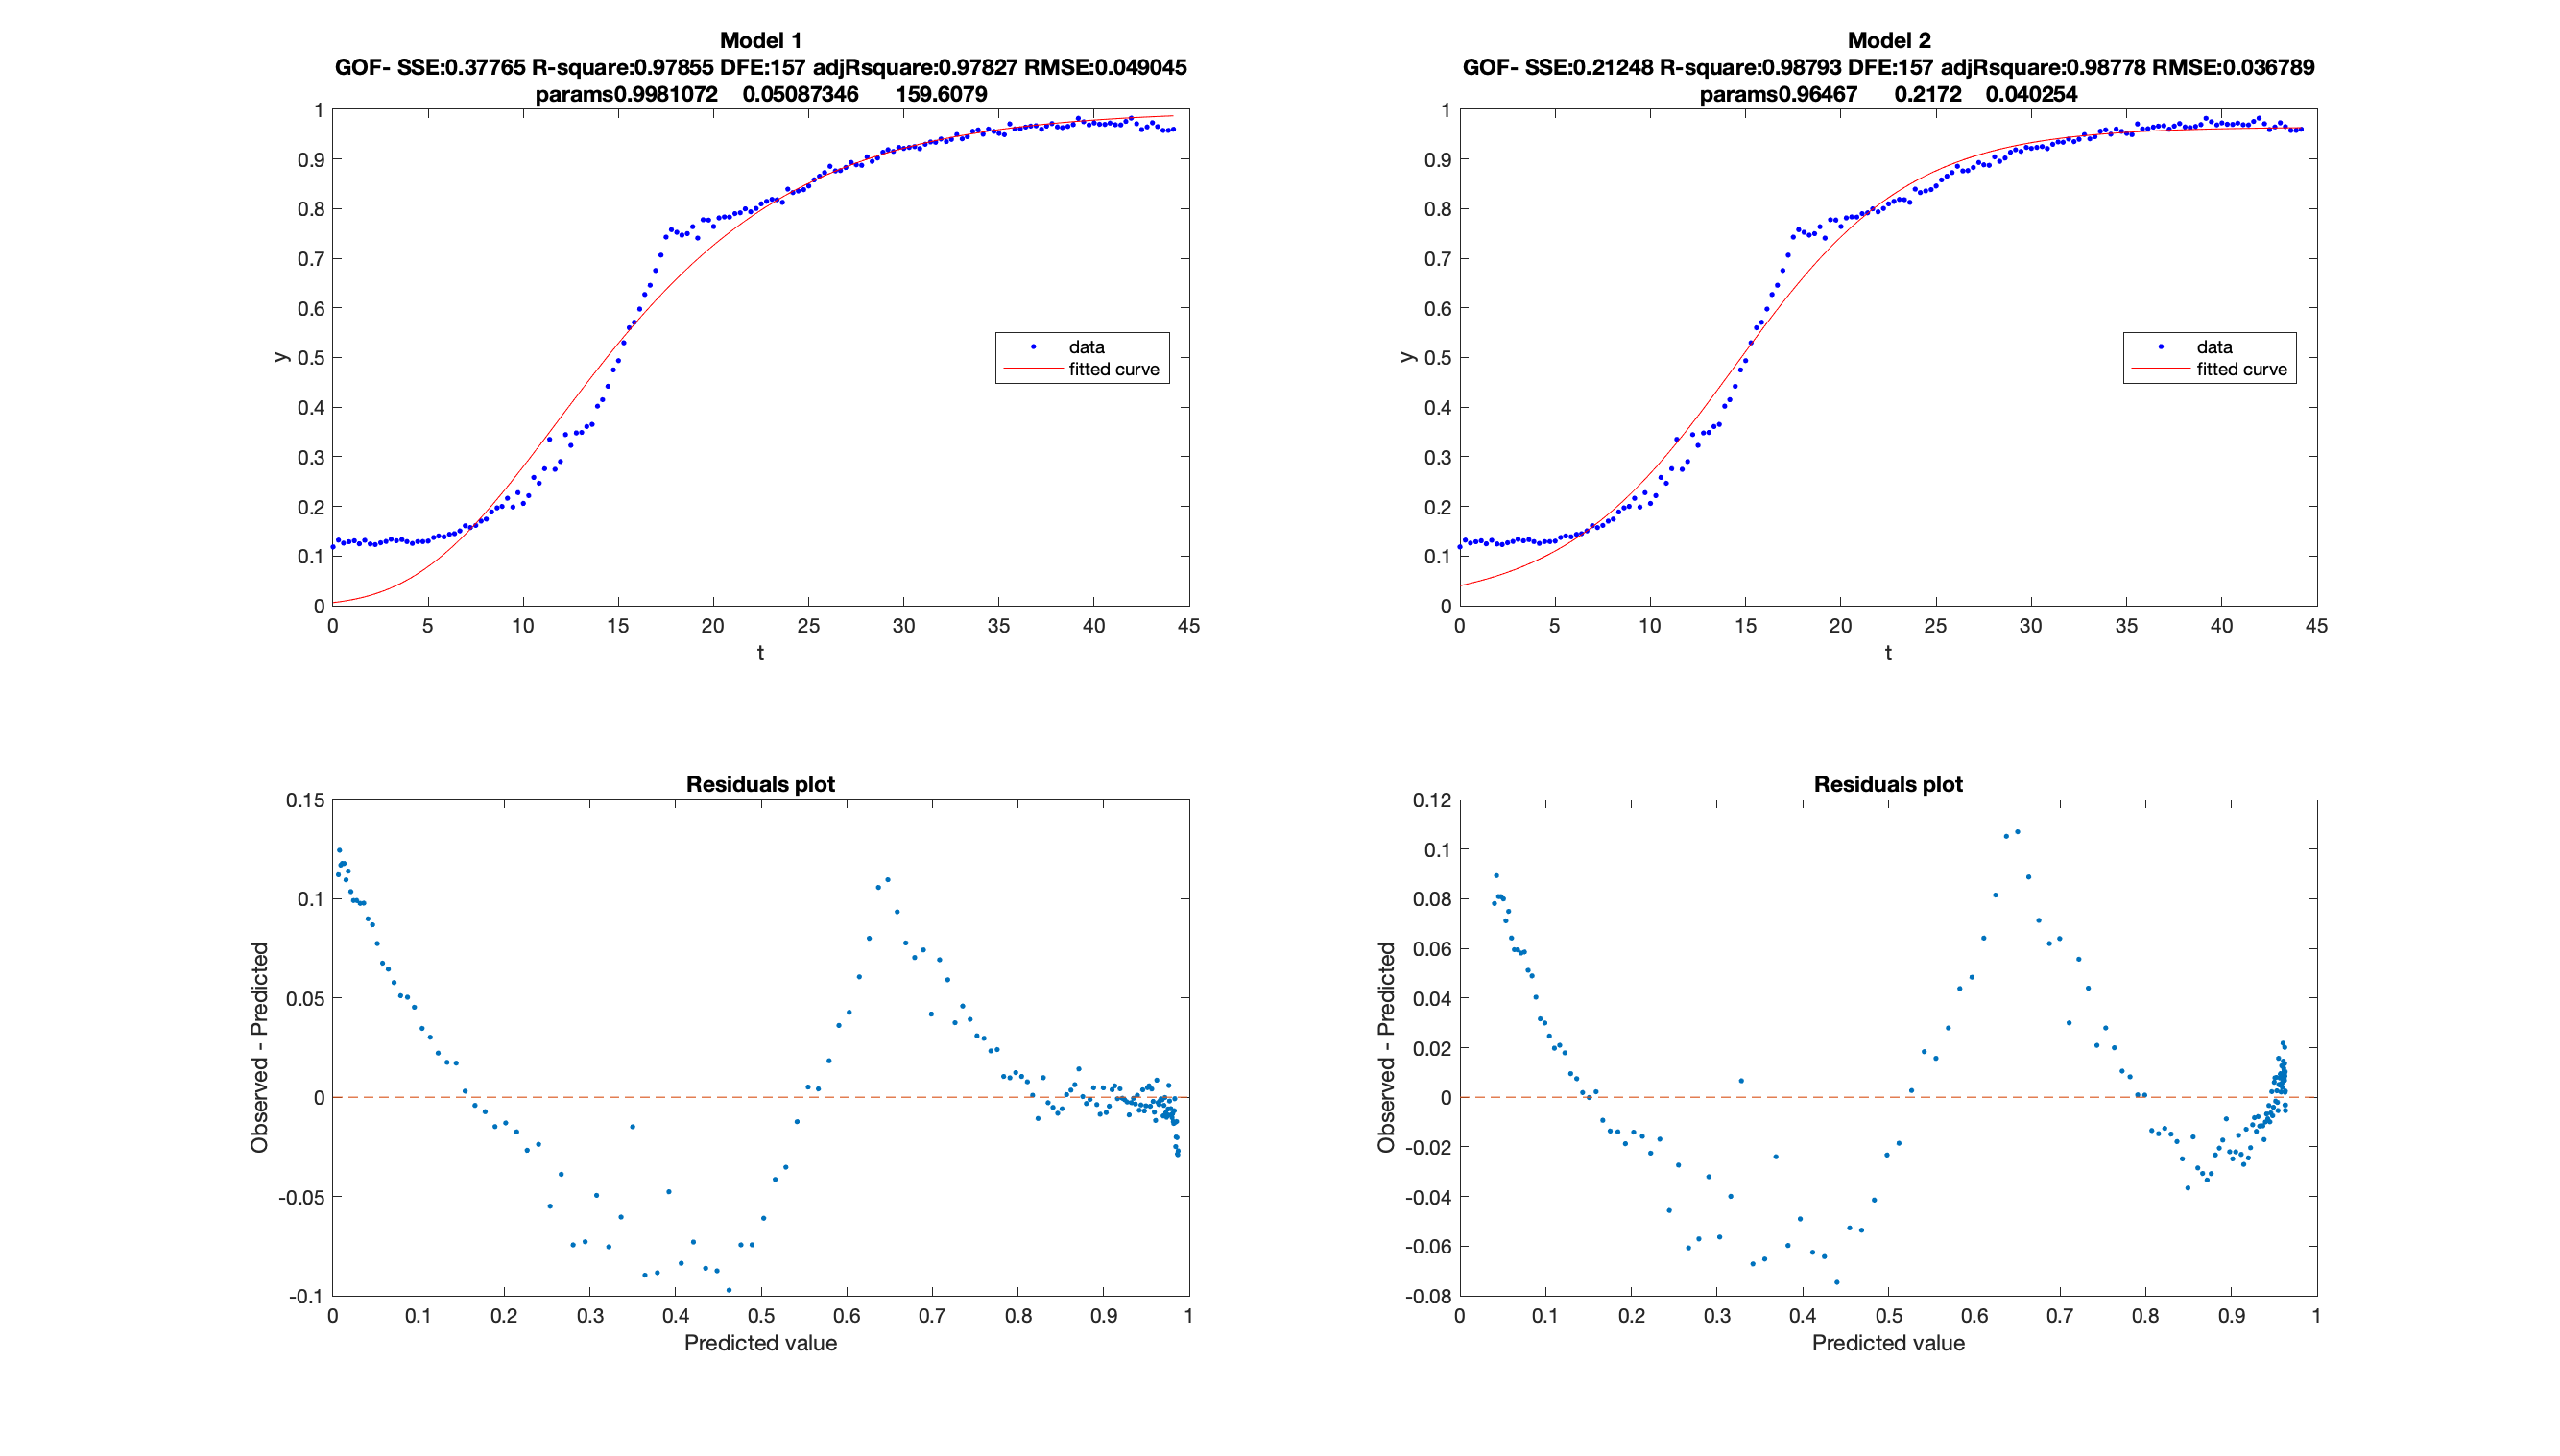 Model 1
GOF- SSE:0.37765 R-square:0.97855 DFE:157 adjRsquare:0.97827 RMSE:0.049045
params0.9981072 0.05087346 159.6079
1
0.9
0.8
0.7
0.6
0.5
0.4
0.3
0.2
0.1
0
y
data
fitted curve
0 5 10 15 20 25 30 35 40 45
t
Model 2
GOF- SSE:0.21248 R-square:0.98793 DFE:157 adjRsquare:0.98778 RMSE:0.036789
params0.96467 0.2172 0.040254
1
0.9
0.8
0.7
0.6
0.5
0.4
0.3
0.2
0.1
0
y
data
fitted curve
0 5 10 15 20 25 30 35 40 45
t
Residuals plot
0.15
0.1
0.05
0
-0.05
-0.1
Observed - Predicted
0 0.1 0.2 0.3 0.4 0.5 0.6 0.7 0.8 0.9 1
Predicted value
Residuals plot
0.12
0.1
0.08
0.06
0.04
0.02
0
-0.02
-0.04
-0.06
-0.08
Observed - Predicted
0 0.1 0.2 0.3 0.4 0.5 0.6 0.7 0.8 0.9 1
Predicted value